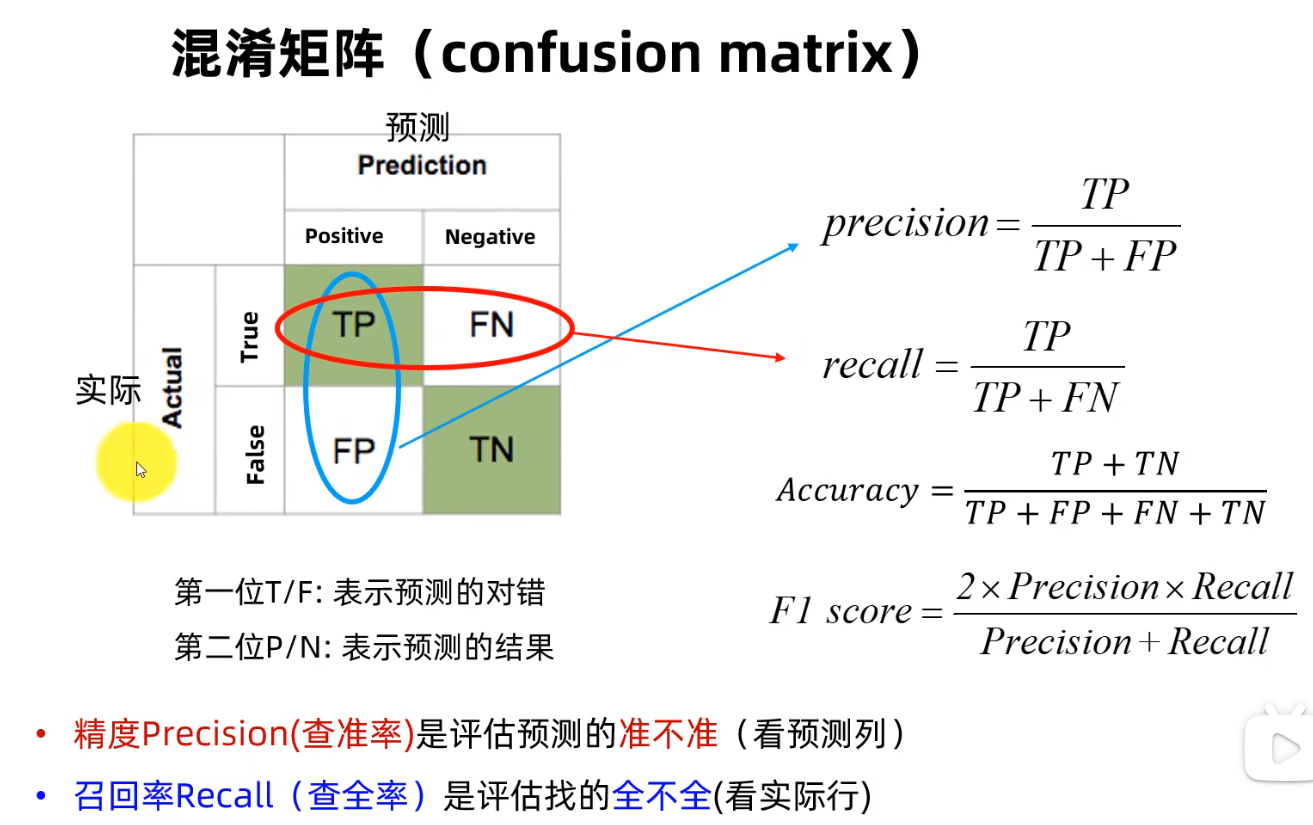 混淆矩阵（confusion matrix）
预测
Prediction
Positive Negative
实际
Actual
True
TP FN
False
FP TN
precision = TP / (TP + FP)
recall = TP / (TP + FN)
Accuracy = (TP + TN) / (TP + FP + FN + TN)
F1 score = (2 × Precision × Recall) / (Precision + Recall)
第一位T/F: 表示预测的对错
第二位P/N: 表示预测的结果
• 精度Precision(查准率)是评估预测的准不准（看预测列）
• 召回率Recall（查全率）是评估找的全不全(看实际行)